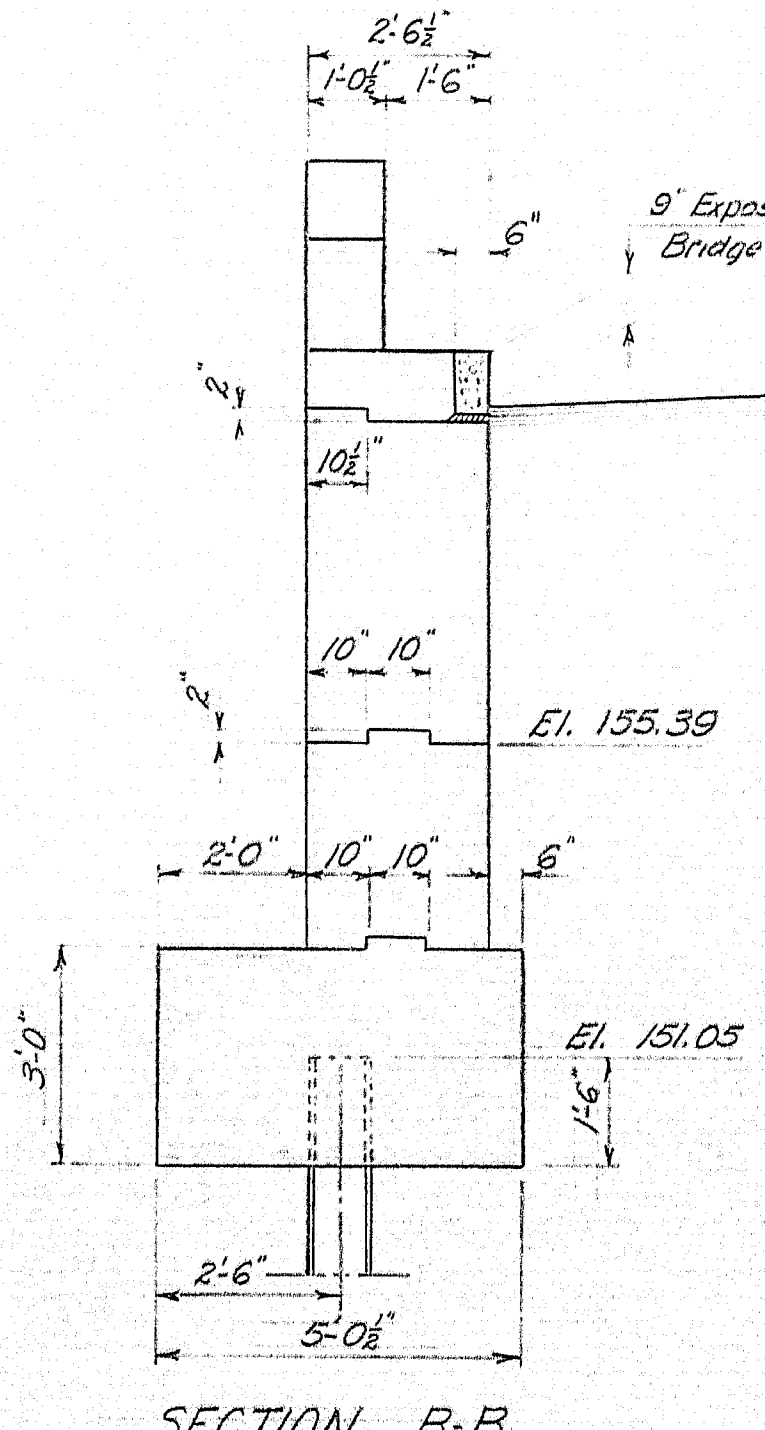 2'-6½"
1'-0½" 1'-6"
9" Expos
Bridge
6"
2"
10½"
10" 10"
2"
El. 155.39
2'-0" 10" 10" 6"
3'-0"
El. 151.05
1'-6"
2'-6"
5'-0½"
SECTION B-B